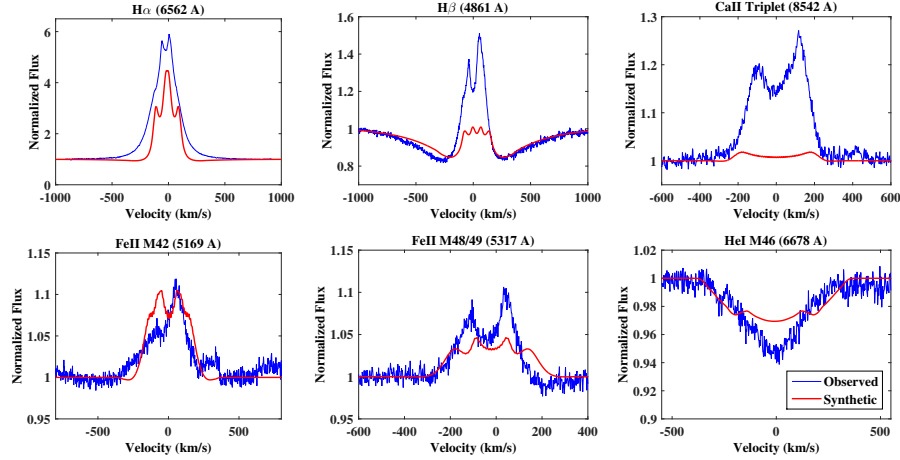 Hα (6562 A)
Normalized Flux
6
4
2
0
-1000 -500 0 500 1000
Velocity (km/s)
Hβ (4861 A)
Normalized Flux
1.6
1.4
1.2
1
0.8
-1000 -500 0 500 1000
Velocity (km/s)
CaII Triplet (8542 A)
Normalized Flux
1.3
1.2
1.1
1
-600 -400 -200 0 200 400 600
Velocity (km/s)
FeII M42 (5169 A)
Normalized Flux
1.15
1.1
1.05
1
0.95
-500 0 500
Velocity (km/s)
FeII M48/49 (5317 A)
Normalized Flux
1.15
1.1
1.05
1
0.95
-400 -200 0 200 400
Velocity (km/s)
HeI M46 (6678 A)
Normalized Flux
1.02
1
0.98
0.96
0.94
0.92
0.9
-500 0 500
Velocity (km/s)
Observed
Synthetic